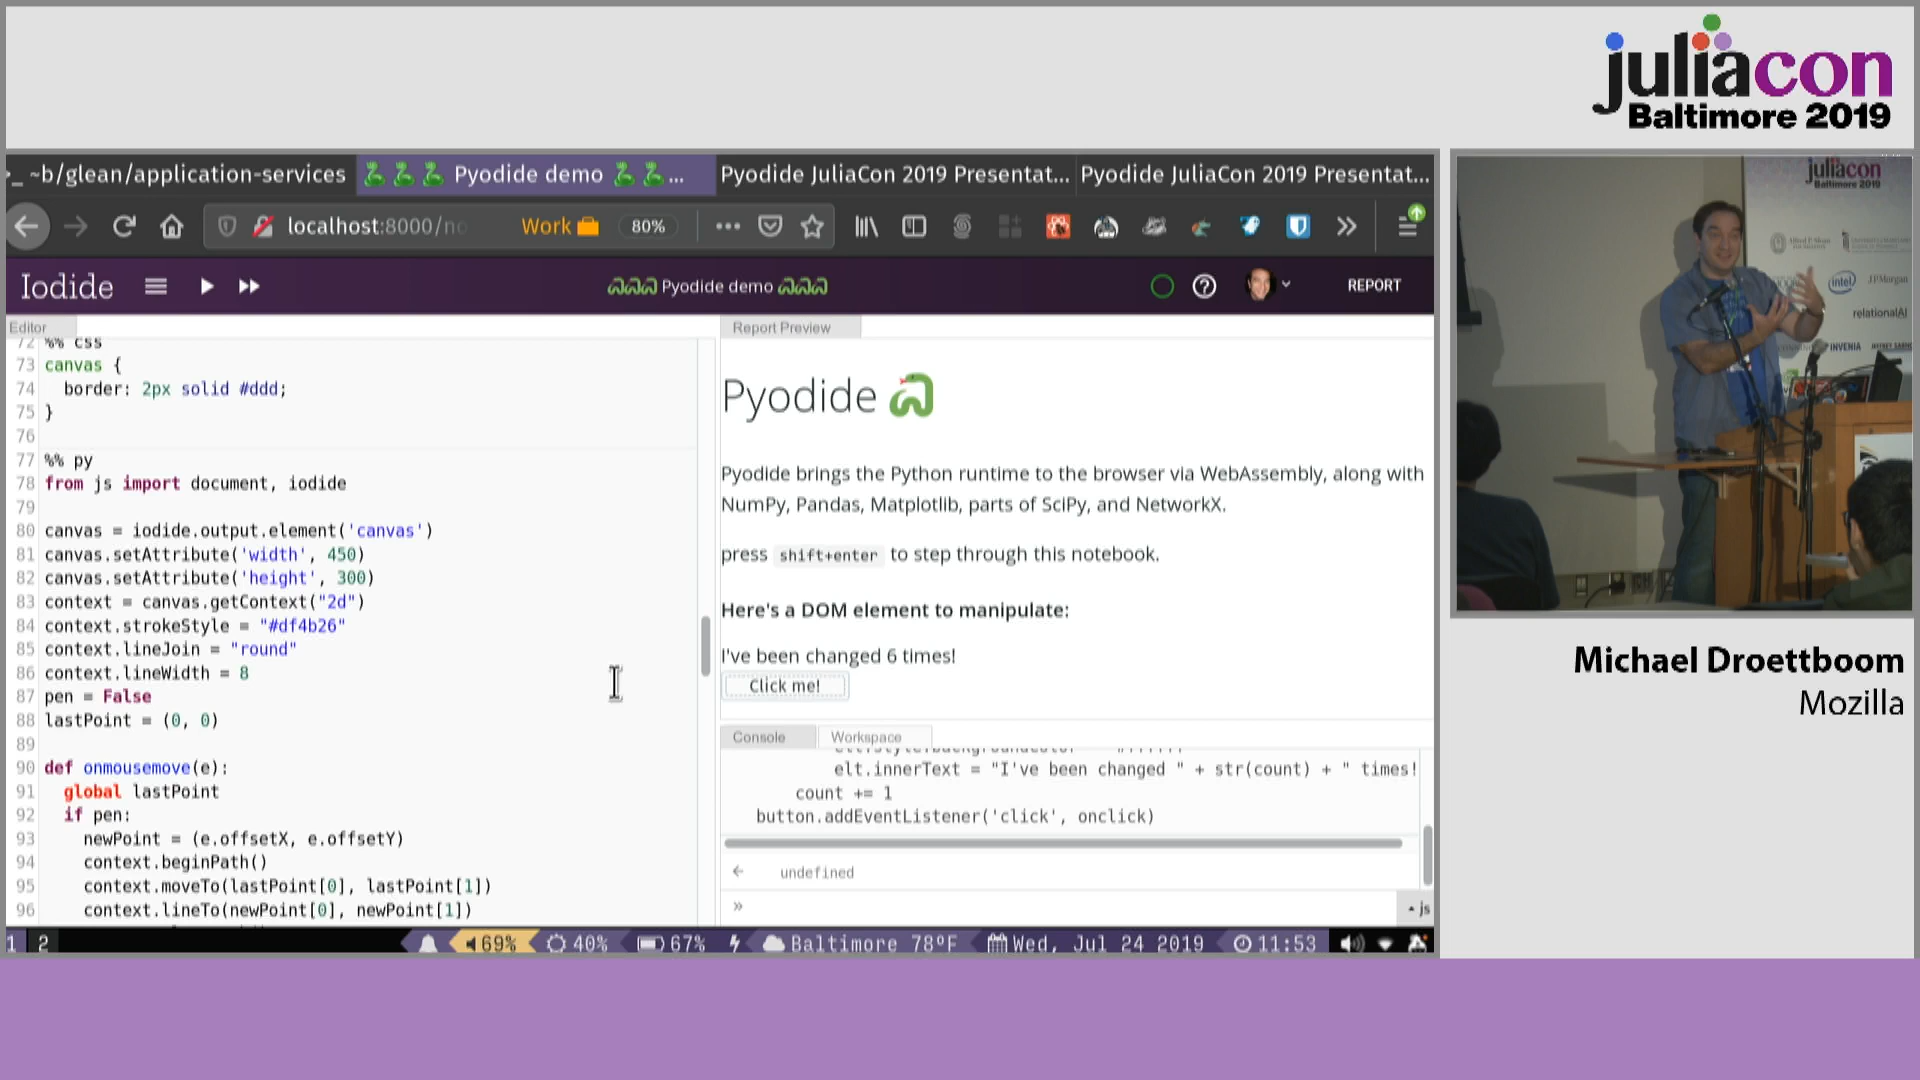 juliacon
Baltimore 2019
~b/glean/application-services
Pyodide demo
...
Pyodide JuliaCon 2019 Presentat...
Pyodide JuliaCon 2019 Presentat...
localhost:8000/no
Work
80%
Iodide
Pyodide demo
REPORT
Editor
72 %% css
73 canvas {
74 border: 2px solid #ddd;
75 }
76
77 %% py
78 from js import document, iodide
79
80 canvas = iodide.output.element('canvas')
81 canvas.setAttribute('width', 450)
82 canvas.setAttribute('height', 300)
83 context = canvas.getContext("2d")
84 context.strokeStyle = "#df4b26"
85 context.lineJoin = "round"
86 context.lineWidth = 8
87 pen = False
88 lastPoint = (0, 0)
89
90 def onmousemove(e):
91 global lastPoint
92 if pen:
93 newPoint = (e.offsetX, e.offsetY)
94 context.beginPath()
95 context.moveTo(lastPoint[0], lastPoint[1])
96 context.lineTo(newPoint[0], newPoint[1])
Report Preview
Pyodide
Pyodide brings the Python runtime to the browser via WebAssembly, along with
NumPy, Pandas, Matplotlib, parts of SciPy, and NetworkX.
press shift+enter to step through this notebook.
Here's a DOM element to manipulate:
I've been changed 6 times!
Click me!
Console
Workspace
elt.innerText = "I've been changed " + str(count) + " times!
count += 1
button.addEventListener('click', onclick)
← undefined
»
js
1 2
69%
40%
67%
Baltimore 78°F
Wed, Jul 24 2019
11:53
juliacon
Baltimore 2019
intel
J.P.Morgan
relationalAI
INVENIA
Michael Droettboom
Mozilla